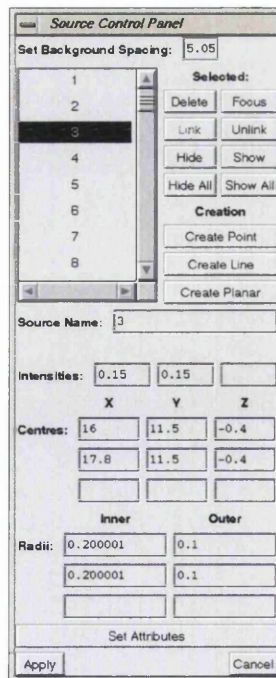 Source Control Panel
Set Background Spacing: 5.05
1
2
3
4
5
6
7
8
Selected:
Delete Focus
Link Unlink
Hide Show
Hide All Show All
Creation
Create Point
Create Line
Create Planar
Source Name: 3
Intensities: 0.15 0.15
X Y Z
Centres: 16 11.5 -0.4
17.8 11.5 -0.4
Inner Outer
Radii: 0.200001 0.1
0.200001 0.1
Set Attributes
Apply Cancel